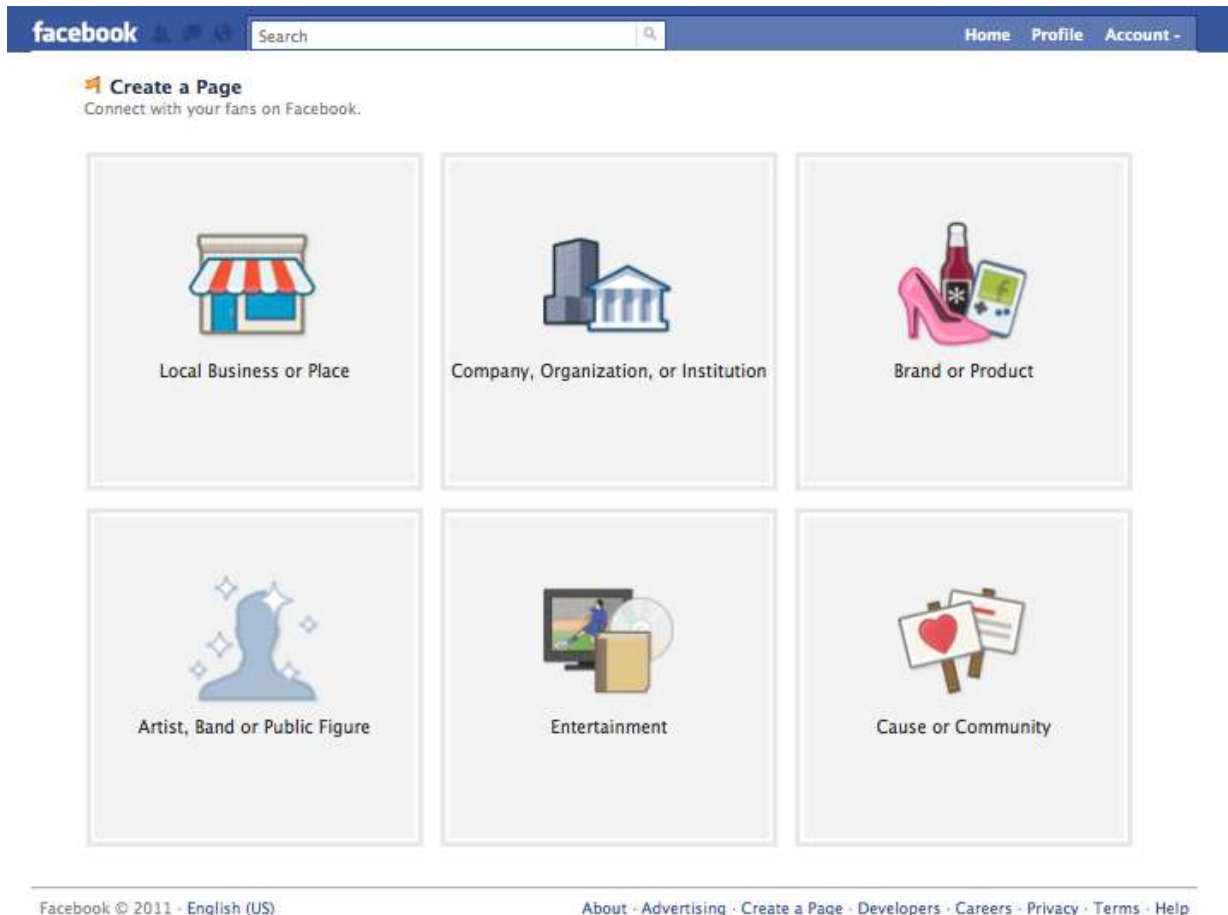 facebook Search Home Profile Account
Create a Page
Connect with your fans on Facebook.
Local Business or Place
Company, Organization, or Institution
Brand or Product
Artist, Band or Public Figure
Entertainment
Cause or Community
Facebook © 2011 · English (US) About · Advertising · Create a Page · Developers · Careers · Privacy · Terms · Help